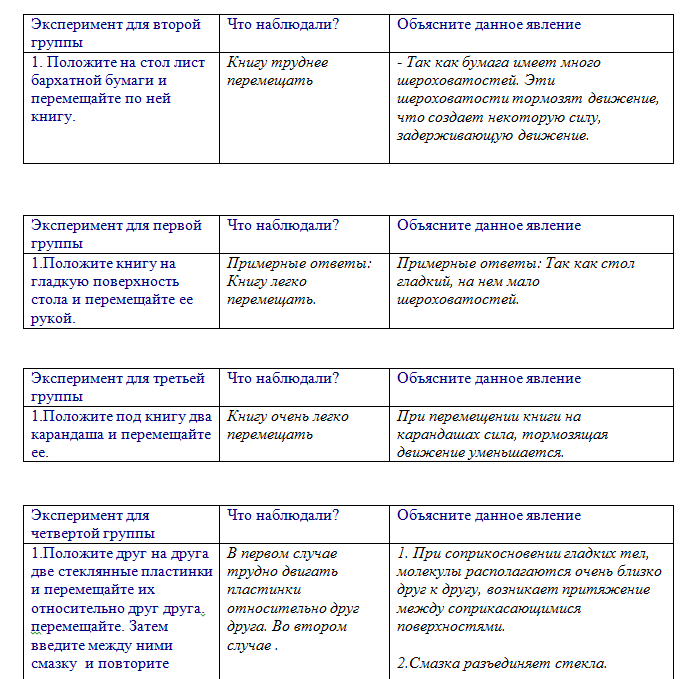 Эксперимент для второй
группы
Что наблюдали?
Объясните данное явление
1. Положите на стол лист
бархатной бумаги и
перемещайте по ней
книгу.
Книгу труднее
перемещать
- Так как бумага имеет много
шероховатостей. Эти
шероховатости тормозят движение,
что создает некоторую силу,
задерживающую движение.
Эксперимент для первой
группы
Что наблюдали?
Объясните данное явление
1.Положите книгу на
гладкую поверхность
стола и перемещайте ее
рукой.
Примерные ответы:
Книгу легко
перемещать.
Примерные ответы: Так как стол
гладкий, на нем мало
шероховатостей.
Эксперимент для третьей
группы
Что наблюдали?
Объясните данное явление
1.Положите под книгу два
карандаша и перемещайте
ее.
Книгу очень легко
перемещать
При перемещении книги на
карандашах сила, тормозящая
движение уменьшается.
Эксперимент для
четвертой группы
Что наблюдали?
Объясните данное явление
1.Положите друг на друга
две стеклянные пластинки
и перемещайте их
относительно друг друга,
перемещайте. Затем
введите между ними
смазку и повторите
В первом случае
трудно двигать
пластинки
относительно друг
друга. Во втором
случае .
1. При соприкосновении гладких тел,
молекулы располагаются очень близко
друг к другу, возникает притяжение
между соприкасающимися
поверхностями.
2.Смазка разъединяет стекла.